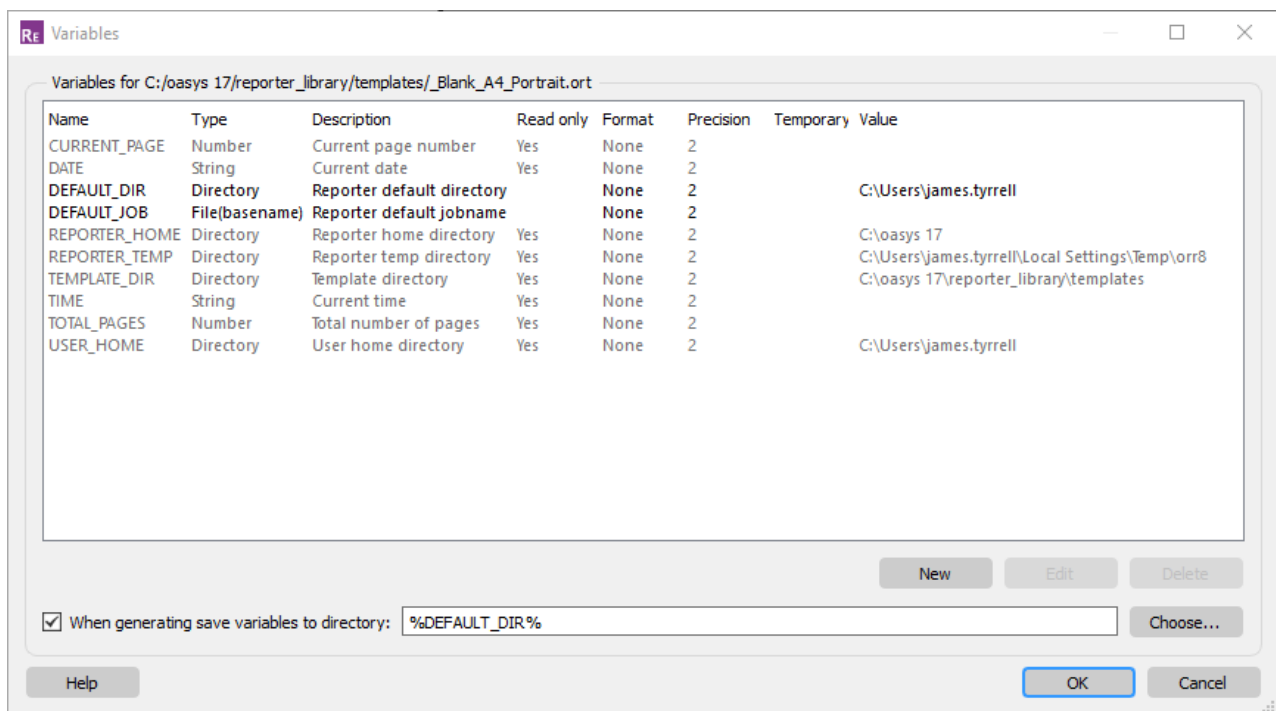 RE Variables
Variables for C:/oasys 17/reporter_library/templates/_Blank_A4_Portrait.ort
Name Type Description Read only Format Precision Temporary Value
CURRENT_PAGE Number Current page number Yes None 2
DATE String Current date Yes None 2
DEFAULT_DIR Directory Reporter default directory None 2 C:\Users\james.tyrrell
DEFAULT_JOB File(basename) Reporter default jobname None 2
REPORTER_HOME Directory Reporter home directory Yes None 2 C:\oasys 17
REPORTER_TEMP Directory Reporter temp directory Yes None 2 C:\Users\james.tyrrell\Local Settings\Temp\orr8
TEMPLATE_DIR Directory Template directory Yes None 2 C:\oasys 17\reporter_library\templates
TIME String Current time Yes None 2
TOTAL_PAGES Number Total number of pages Yes None 2
USER_HOME Directory User home directory Yes None 2 C:\Users\james.tyrrell
New Edit Delete
When generating save variables to directory: %DEFAULT_DIR% Choose...
Help OK Cancel